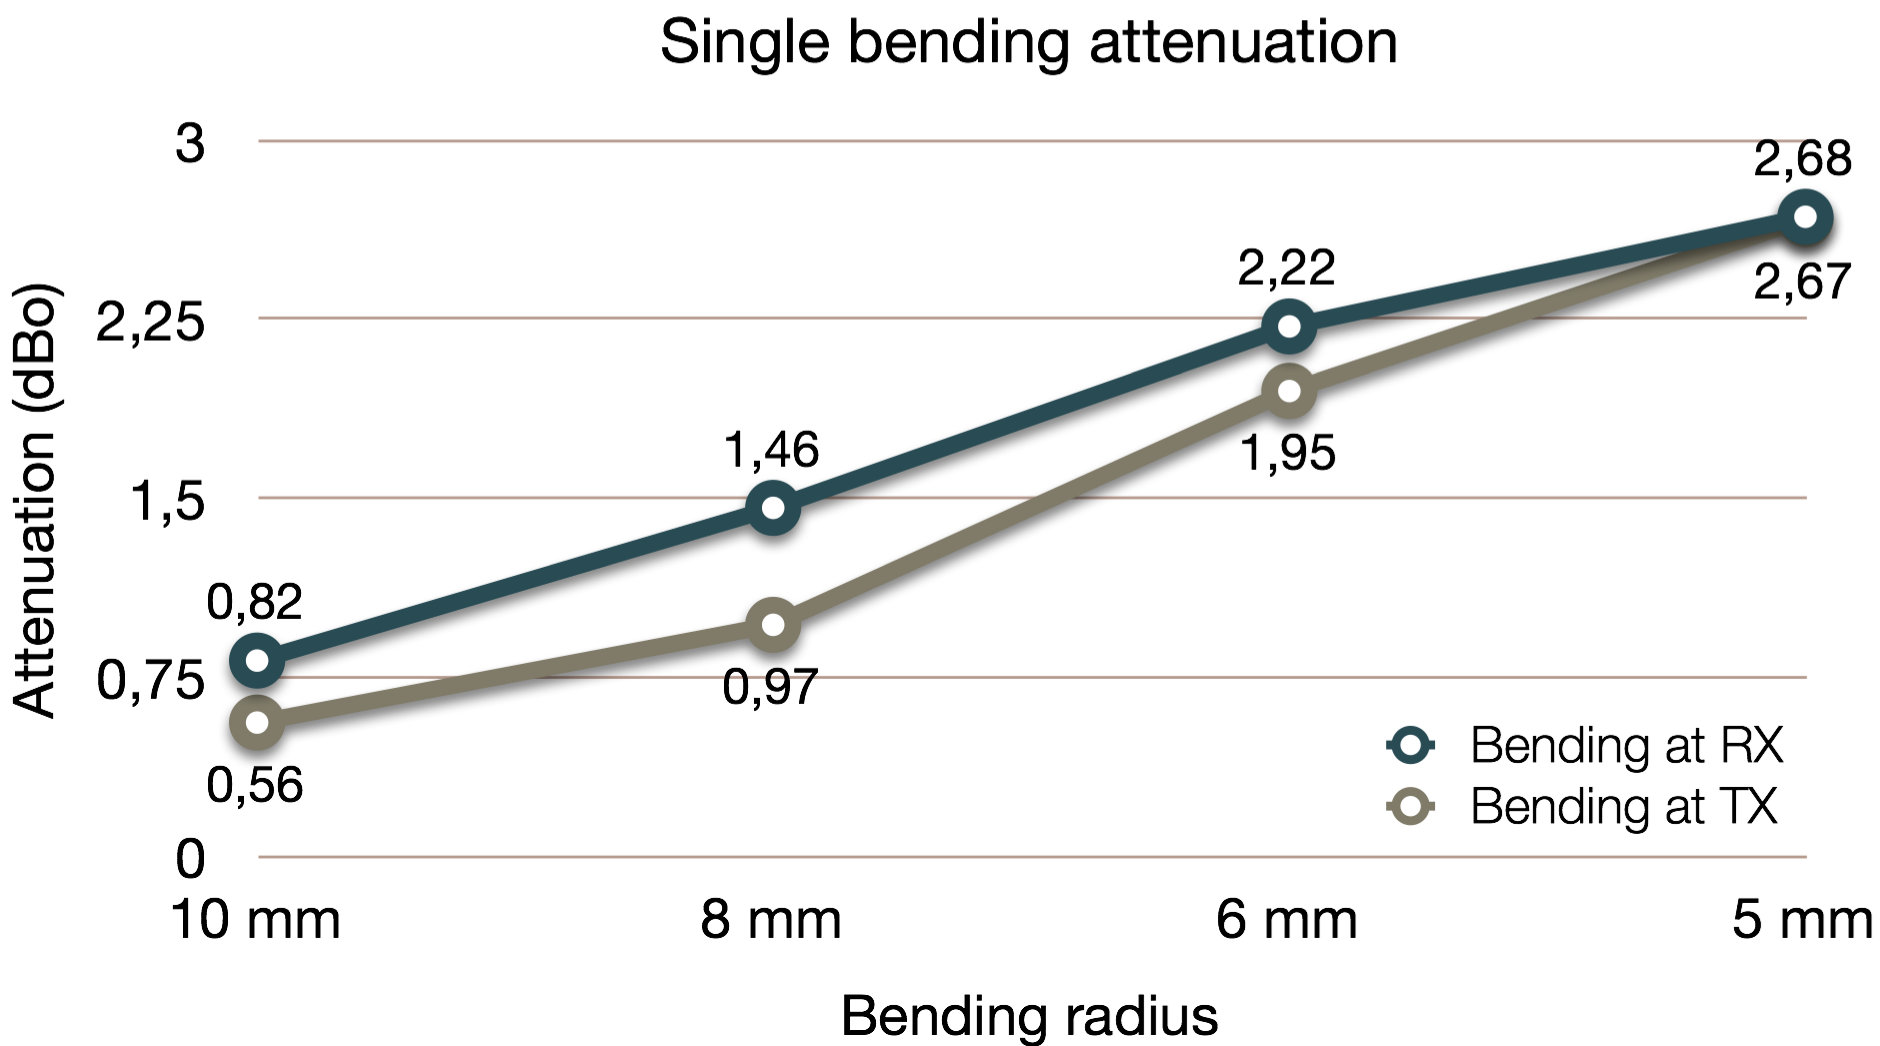 Single bending attenuation
Attenuation (dBo)
3
2,25
1,5
0,75
0
2,68
2,67
2,22
1,95
1,46
0,97
0,82
0,56
Bending at RX
Bending at TX
10 mm
8 mm
6 mm
5 mm
Bending radius